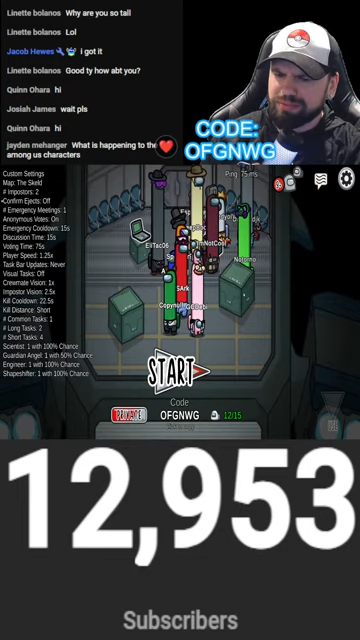 Linette bolanos Why are you so tall
Linette bolanos Lol
Jacob Hewes i got it
Linette bolanos Good ty how abt you?
Quinn Ohara hi
Josiah James wait pls
Quinn Ohara hi
jayden mehanger What is happening to the
among us characters
CODE:
OFGNWG
Ping: 75 ms
Custom Settings
Map: The Skeld
# Impostors: 2
Confirm Ejects: Off
# Emergency Meetings: 1
Anonymous Votes: On
Emergency Cooldown: 15s
Discussion Time: 15s
Voting Time: 75s
Player Speed: 1.25x
Task Bar Updates: Never
Visual Tasks: Off
Crewmate Vision: 1x
Impostor Vision: 2.5x
Kill Cooldown: 22.5s
Kill Distance: Short
# Common Tasks: 1
# Long Tasks: 2
# Short Tasks: 4
Scientist: 1 with 100% Chance
Guardian Angel: 1 with 50% Chance
Engineer: 1 with 100% Chance
Shapeshifter: 1 with 100% Chance
ImNotCool
EliTac06
Notorino
START
Code
PRIVATE OFGNWG 12/15
12,953
Subscribers